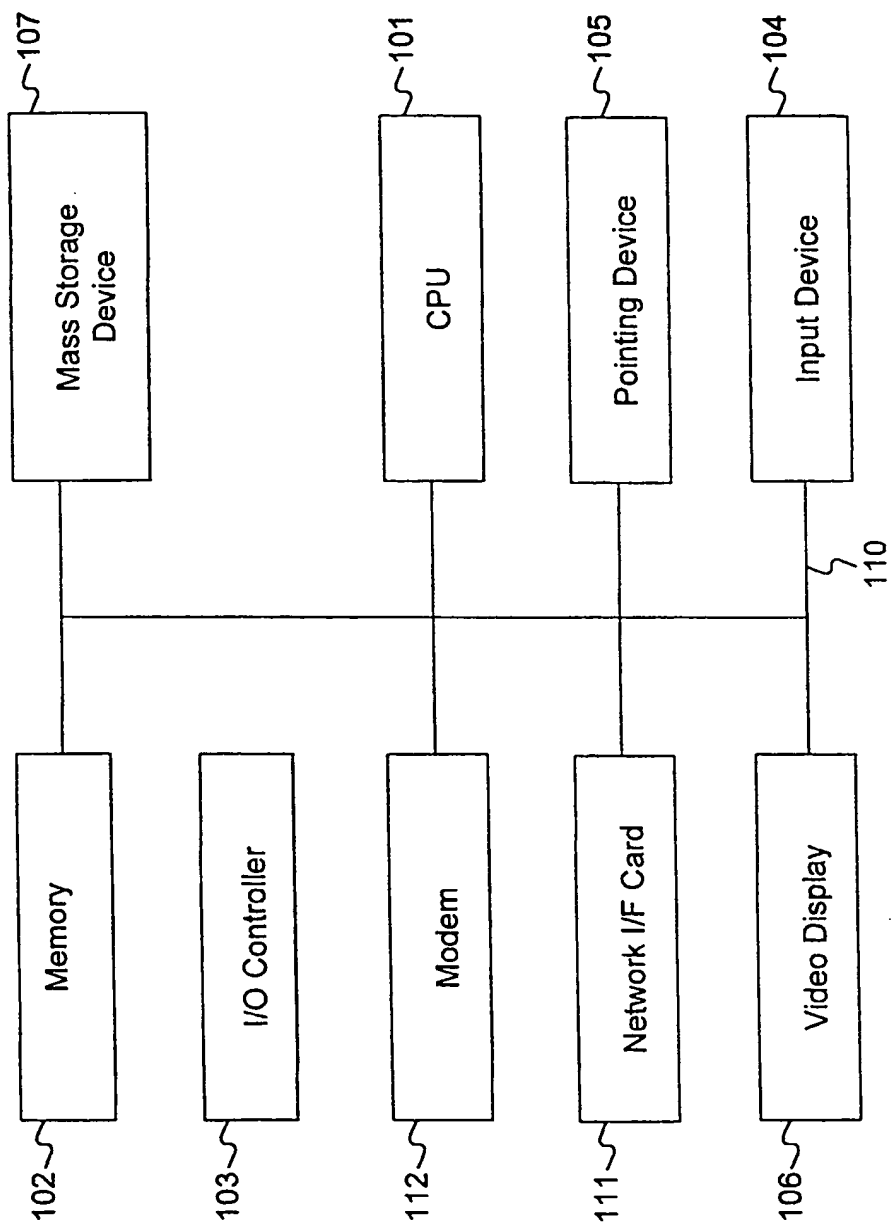 102
Memory
Mass Storage
Device
107
103
I/O Controller
112
Modem
CPU
101
111
Network I/F Card
Pointing Device
105
106
Video Display
Input Device
104
110